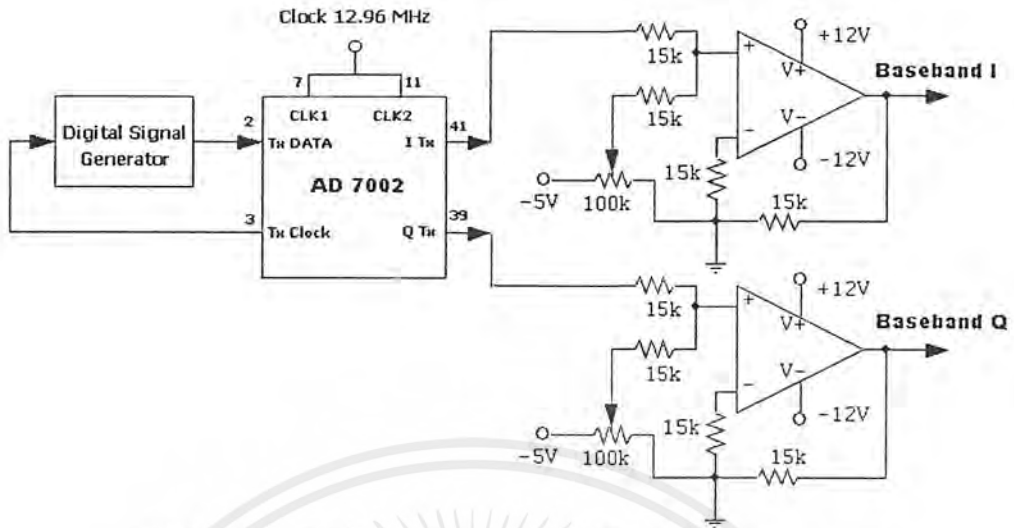 Clock 12.96 MHz
7
11
CLK1
CLK2
Digital Signal
Generator
2
Tx DATA
I Tx
41
AD 7002
3
Tx Clock
Q Tx
39
15k
15k
+
−
V+
V−
+12V
−12V
Baseband I
15k
−5V
100k
15k
15k
15k
+
−
V+
V−
+12V
−12V
Baseband Q
15k
−5V
100k
15k